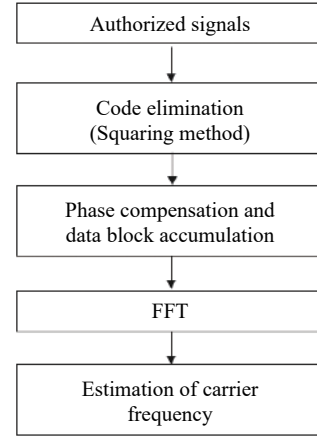 Authorized signals
Code elimination
(Squaring method)
Phase compensation and
data block accumulation
FFT
Estimation of carrier
frequency